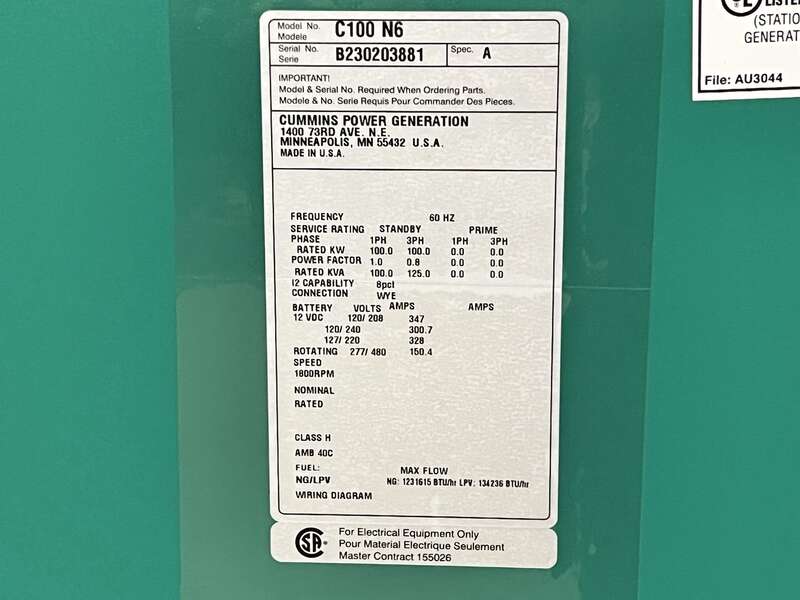 Model No. C100 N6
Modele
Serial No. B230203881 Spec. A
Serie
IMPORTANT!
Model & Serial No. Required When Ordering Parts.
Modele & No. Serie Requis Pour Commander Des Pieces.
CUMMINS POWER GENERATION
1400 73RD AVE. N.E.
MINNEAPOLIS, MN 55432 U.S.A.
MADE IN U.S.A.
FREQUENCY 60 HZ
SERVICE RATING STANDBY PRIME
PHASE 1PH 3PH 1PH 3PH
RATED KW 100.0 100.0 0.0 0.0
POWER FACTOR 1.0 0.8 0.0 0.0
RATED KVA 100.0 125.0 0.0 0.0
I2 CAPABILITY 8pct
CONNECTION WYE
BATTERY VOLTS AMPS AMPS
12 VDC 120/ 208 347
120/ 240 300.7
127/ 220 328
ROTATING 277/ 480 150.4
SPEED
1800RPM
NOMINAL
RATED
CLASS H
AMB 40C
FUEL: MAX FLOW
NG/LPV NG: 1231615 BTU/hr LPV: 134236 BTU/hr
WIRING DIAGRAM
SA ®
For Electrical Equipment Only
Pour Material Electrique Seulement
Master Contract 155026
UL
LISTE
(STATIO
GENERAT
File: AU3044